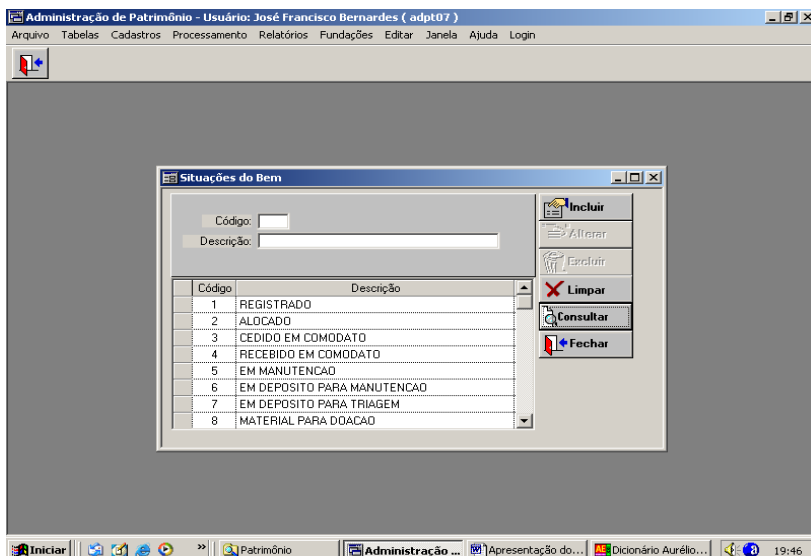 Administração de Patrimônio - Usuário: José Francisco Bernardes ( adpt07 )
Arquivo Tabelas Cadastros Processamento Relatórios Fundações Editar Janela Ajuda Login
Situações do Bem
Código:
Descrição:
Incluir
Alterar
Excluir
Limpar
Consultar
Fechar
Código Descrição
1 REGISTRADO
2 ALOCADO
3 CEDIDO EM COMODATO
4 RECEBIDO EM COMODATO
5 EM MANUTENCAO
6 EM DEPOSITO PARA MANUTENCAO
7 EM DEPOSITO PARA TRIAGEM
8 MATERIAL PARA DOACAO
Iniciar » Patrimônio Administração ... Apresentação do... Dicionário Aurélio... 19:46